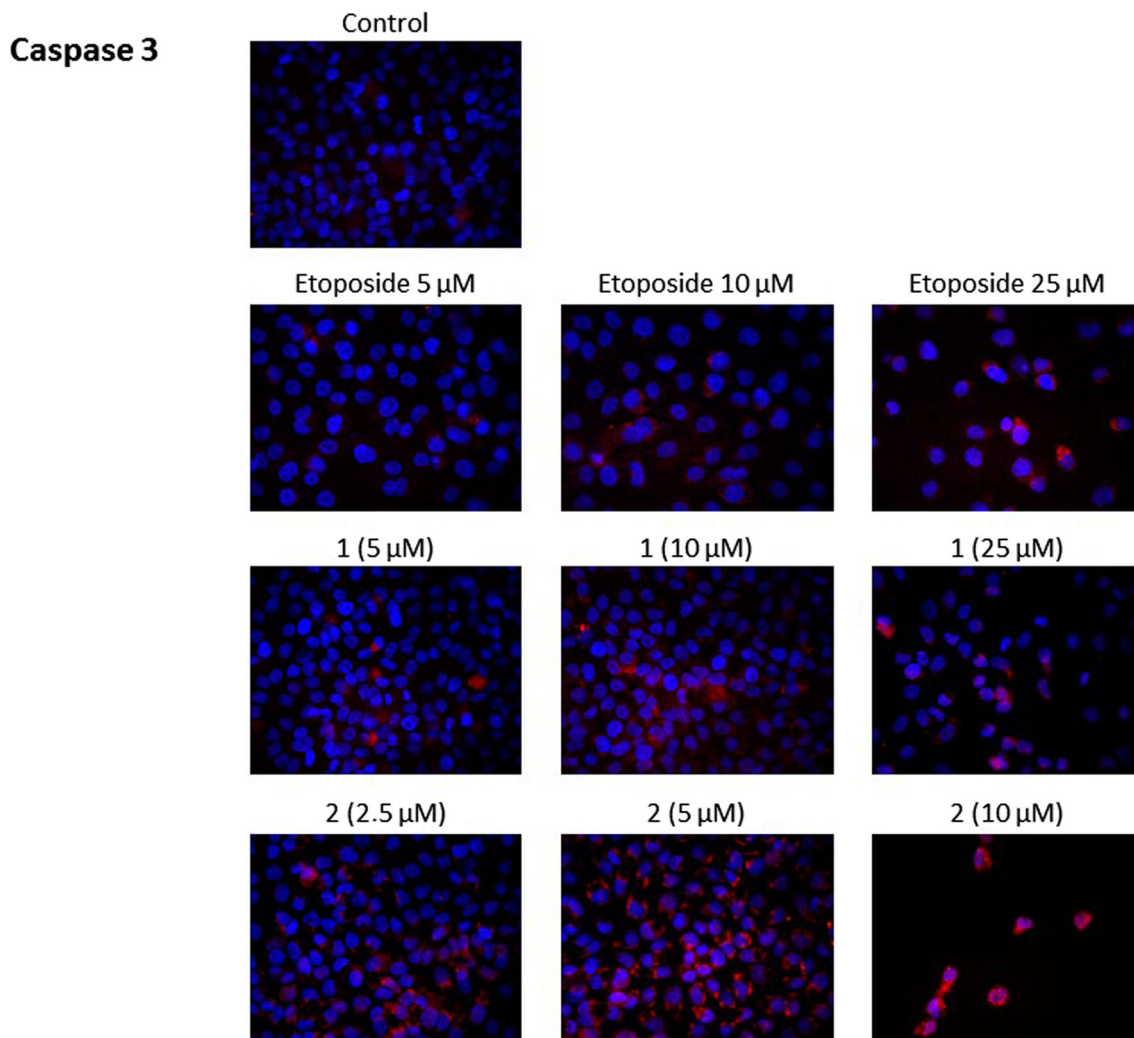 Caspase 3
Control
Etoposide 5 µM
Etoposide 10 µM
Etoposide 25 µM
1 (5 µM)
1 (10 µM)
1 (25 µM)
2 (2.5 µM)
2 (5 µM)
2 (10 µM)